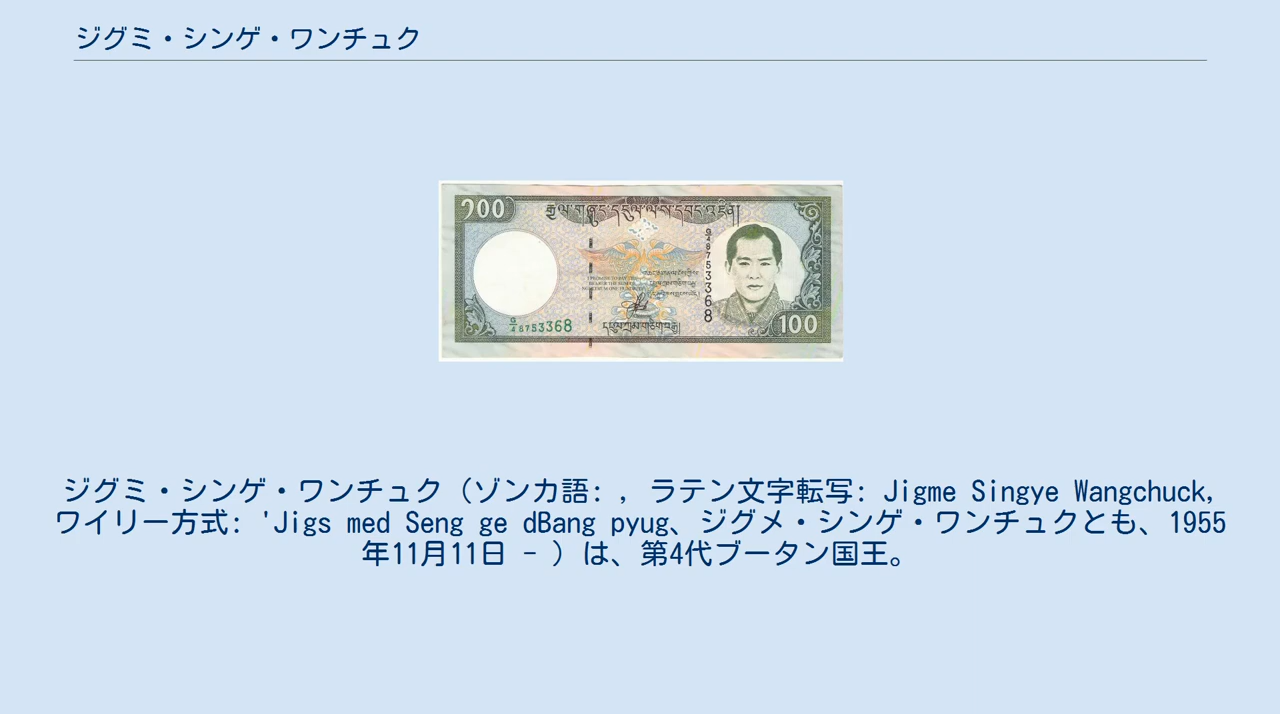 ジグミ・シンゲ・ワンチュク
100
G/4 8753368
G/4 8753368
100
ジグミ・シンゲ・ワンチュク（ゾンカ語: , ラテン文字転写: Jigme Singye Wangchuck,
ワイリー方式: 'Jigs med Seng ge dBang pyug、ジグメ・シンゲ・ワンチュクとも、1955
年11月11日 - ）は、第4代ブータン国王。